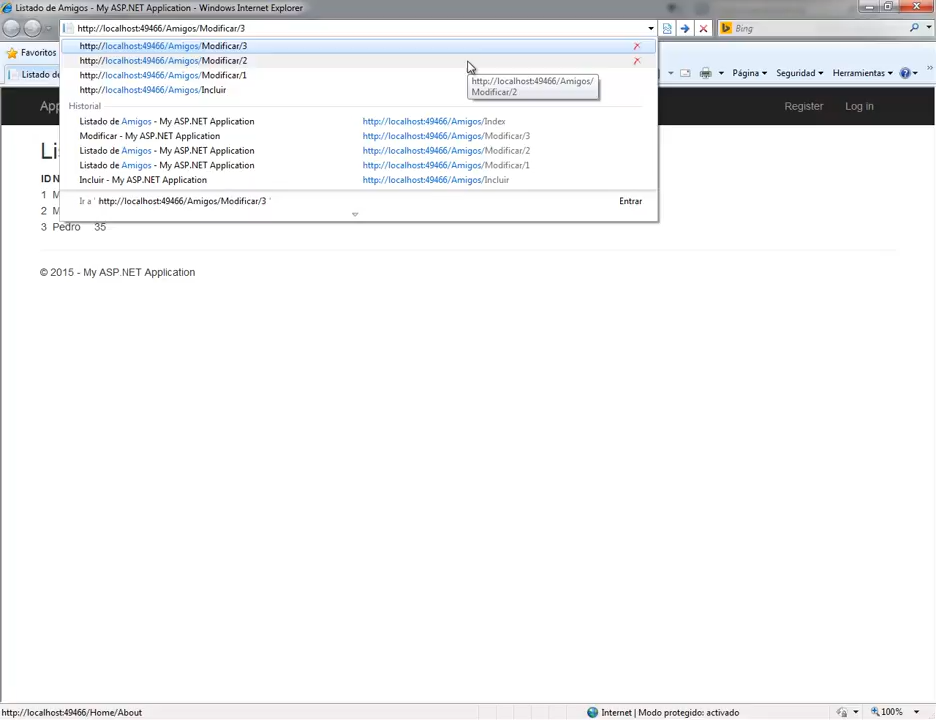 Listado de Amigos - My ASP.NET Application - Windows Internet Explorer
http://localhost:49466/Amigos/Modificar/3
Bing
Favoritos
http://localhost:49466/Amigos/Modificar/3
http://localhost:49466/Amigos/Modificar/2
http://localhost:49466/Amigos/Modificar/1
http://localhost:49466/Amigos/Incluir
http://localhost:49466/Amigos/
Modificar/2
Listado de
Página
Seguridad
Herramientas
Historial
App
Register
Log in
Listado de Amigos - My ASP.NET Application http://localhost:49466/Amigos/Index
Modificar - My ASP.NET Application http://localhost:49466/Amigos/Modificar/3
Listado de Amigos - My ASP.NET Application http://localhost:49466/Amigos/Modificar/2
Listado de Amigos - My ASP.NET Application http://localhost:49466/Amigos/Modificar/1
Incluir - My ASP.NET Application http://localhost:49466/Amigos/Incluir
Ir a ' http://localhost:49466/Amigos/Modificar/3 ' Entrar
Li
ID N
1 M
2 M
3 Pedro 35
© 2015 - My ASP.NET Application
http://localhost:49466/Home/About
Internet | Modo protegido: activado
100%